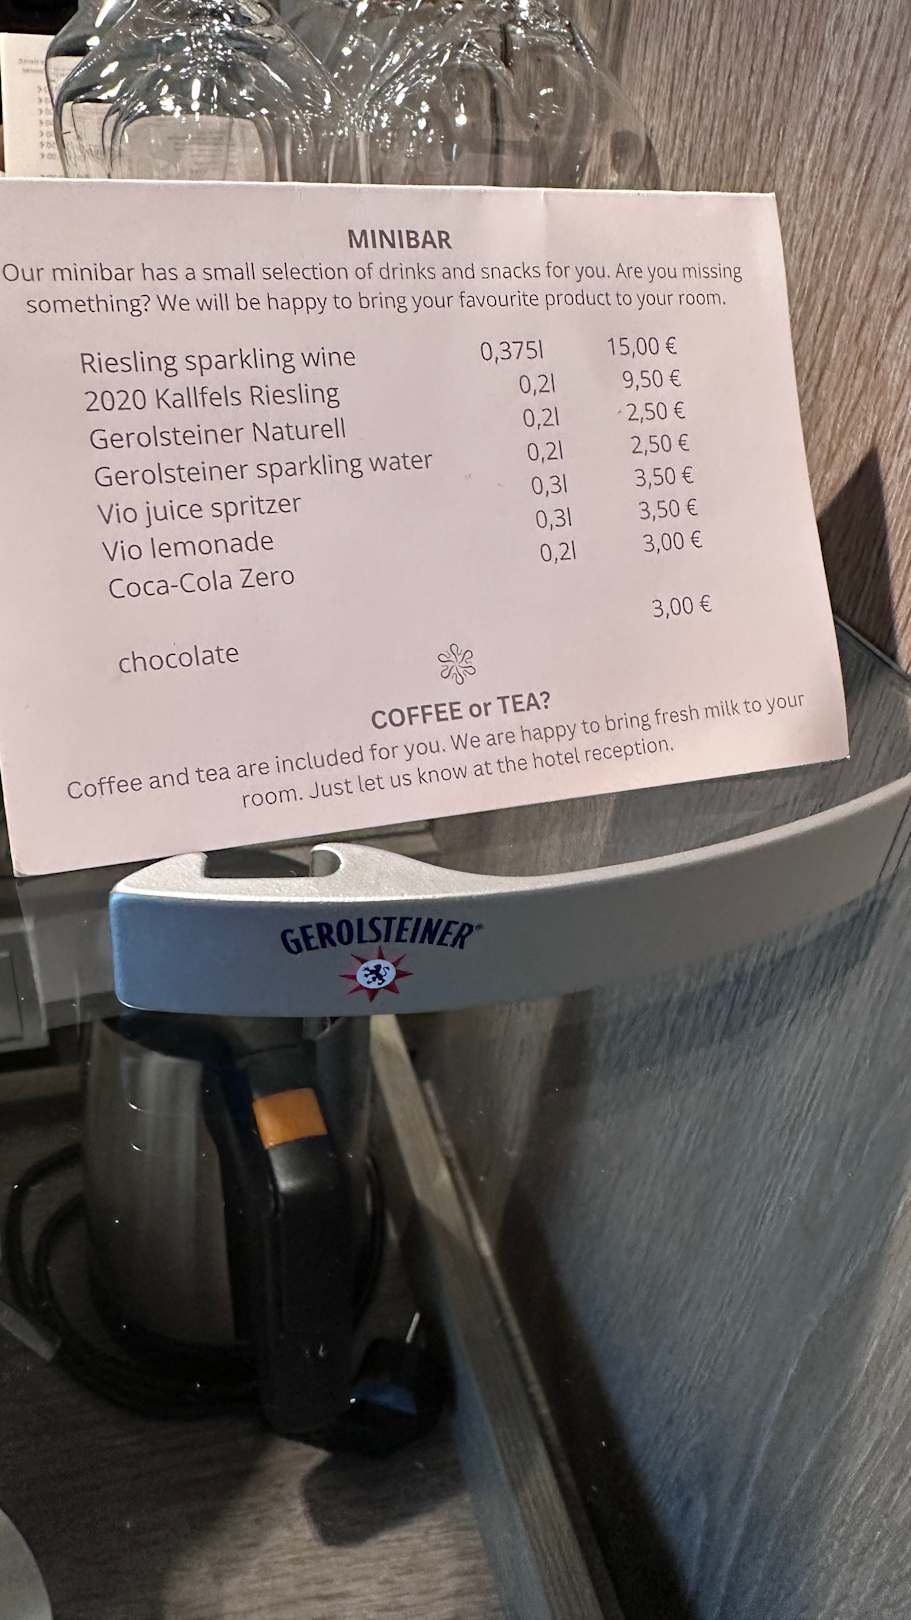 MINIBAR
Our minibar has a small selection of drinks and snacks for you. Are you missing
something? We will be happy to bring your favourite product to your room.
Riesling sparkling wine 0,375l 15,00 €
2020 Kallfels Riesling 0,2l 9,50 €
Gerolsteiner Naturell 0,2l 2,50 €
Gerolsteiner sparkling water 0,2l 2,50 €
Vio juice spritzer 0,3l 3,50 €
Vio lemonade 0,3l 3,50 €
Coca-Cola Zero 0,2l 3,00 €
chocolate 3,00 €
COFFEE or TEA?
Coffee and tea are included for you. We are happy to bring fresh milk to your
room. Just let us know at the hotel reception.
GEROLSTEINER